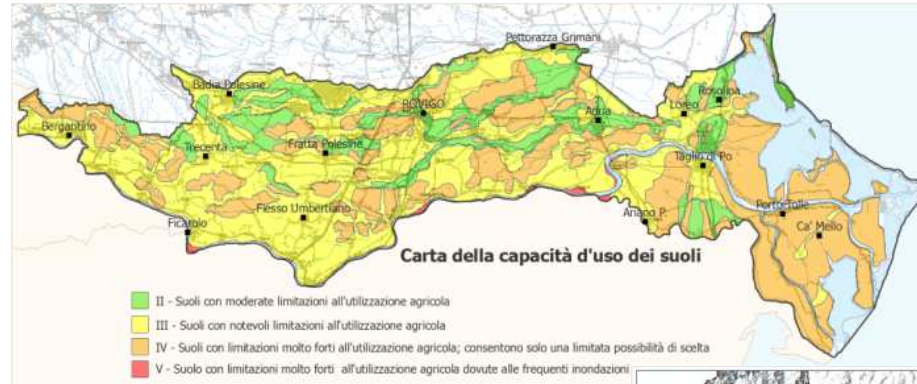 Pettorazza Grimani
Badia Polesine
Rosolina
ROVIGO
Loreo
Adria
Bergantino
Trecenta
Fratta Polesine
Taglio di Po
Fiesso Umbertiano
Ficarolo
Ariano P.
Porto Tolle
Ca' Mello
Carta della capacità d'uso dei suoli
II - Suoli con moderate limitazioni all'utilizzazione agricola
III - Suoli con notevoli limitazioni all'utilizzazione agricola
IV - Suoli con limitazioni molto forti all'utilizzazione agricola; consentono solo una limitata possibilità di scelta
V - Suolo con limitazioni molto forti all'utilizzazione agricola dovute alle frequenti inondazioni